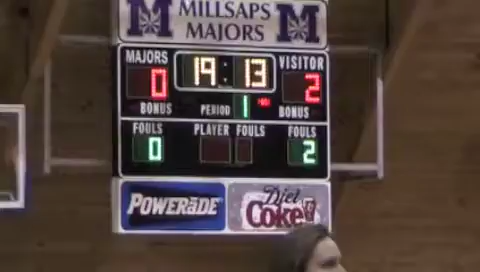 M MILLSAPS M
MAJORS
MAJORS 19:13 VISITOR
0 2
BONUS PERIOD 1 BONUS
FOULS PLAYER FOULS FOULS
0 2
POWERADE Diet
Coke